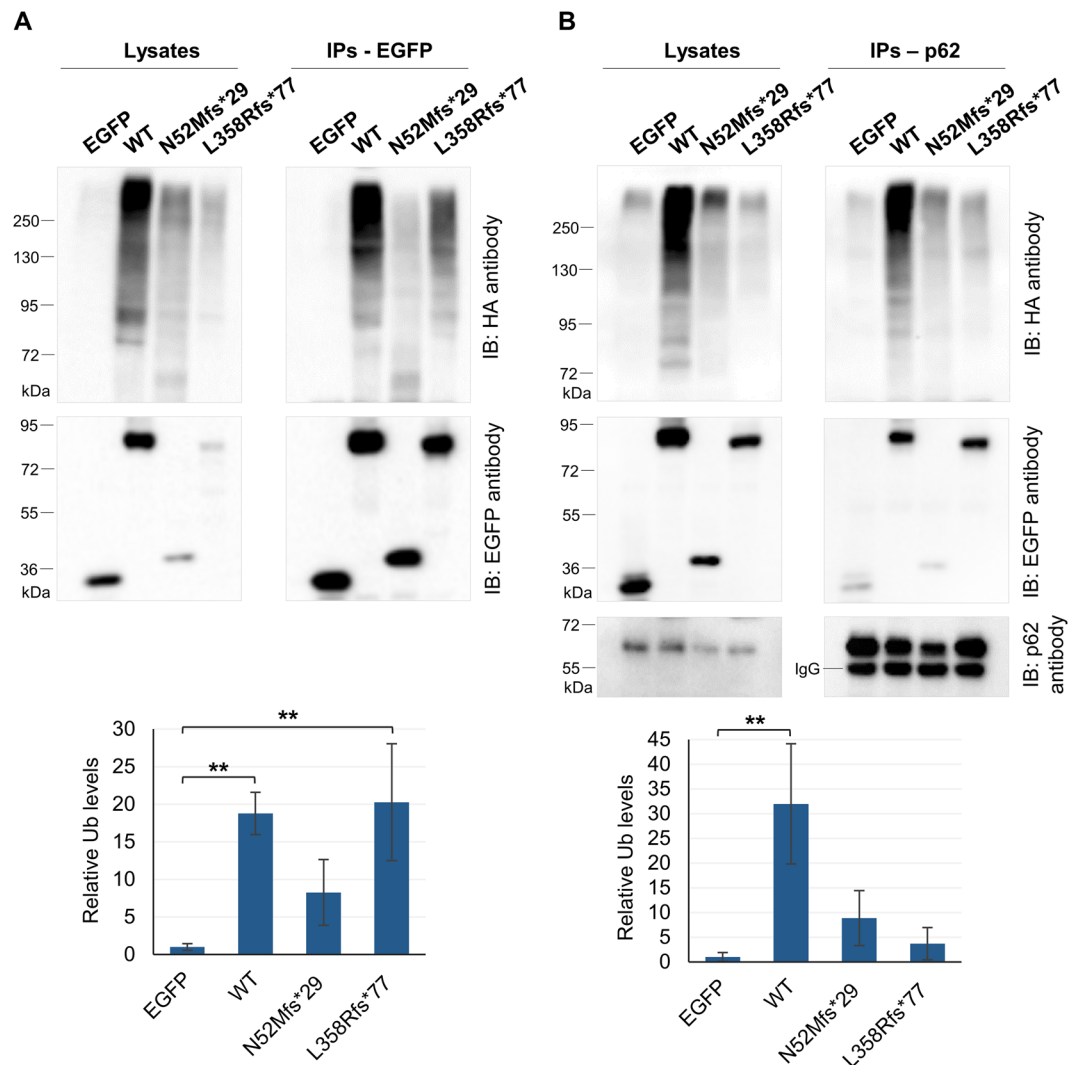 A
Lysates
IPs - EGFP
EGFP
WT
N52Mfs*29
L358Rfs*77
EGFP
WT
N52Mfs*29
L358Rfs*77
250
130
95
72
kDa
IB: HA antibody
95
72
55
36
kDa
IB: EGFP antibody
30
25
20
15
10
5
0
Relative Ub levels
**
**
EGFP
WT
N52Mfs*29
L358Rfs*77
B
Lysates
IPs – p62
EGFP
WT
N52Mfs*29
L358Rfs*77
EGFP
WT
N52Mfs*29
L358Rfs*77
250
130
95
72
kDa
IB: HA antibody
95
72
55
36
kDa
IB: EGFP antibody
72
55
kDa
IgG
IB: p62
antibody
45
40
35
30
25
20
15
10
5
0
Relative Ub levels
**
EGFP
WT
N52Mfs*29
L358Rfs*77